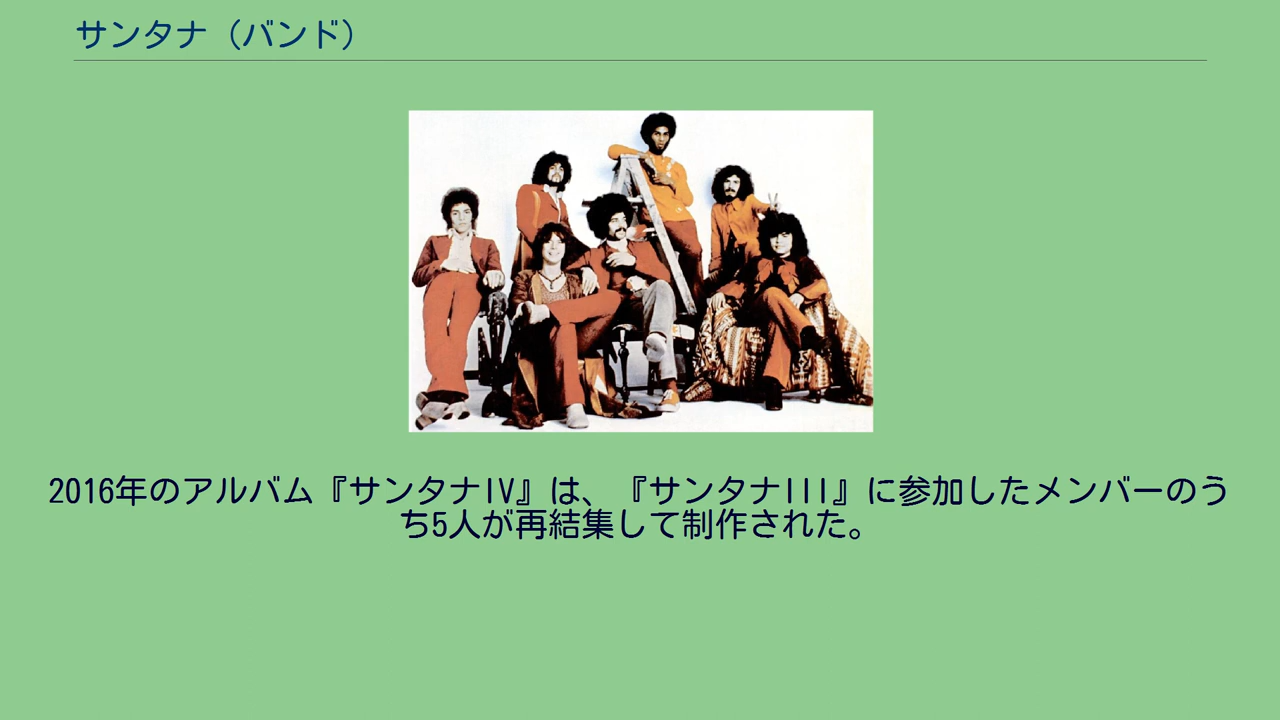 サンタナ（バンド）
2016年のアルバム『サンタナIV』は、『サンタナIII』に参加したメンバーのう
ち5人が再結集して制作された。